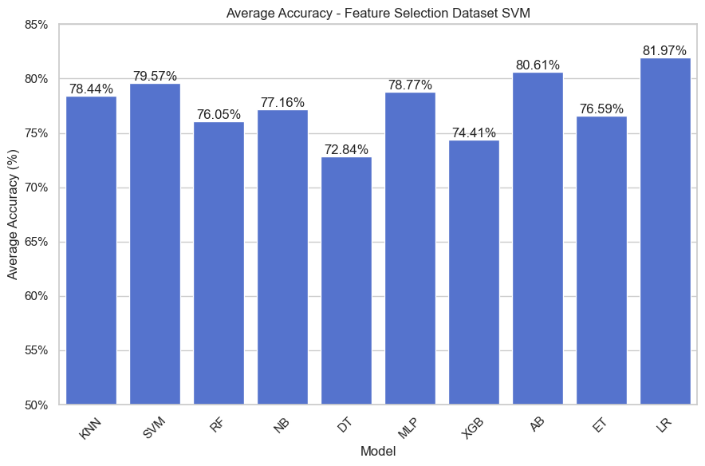 Average Accuracy - Feature Selection Dataset SVM
Average Accuracy (%)
85%
80%
75%
70%
65%
60%
55%
50%
78.44%
79.57%
76.05%
77.16%
72.84%
78.77%
74.41%
80.61%
76.59%
81.97%
KNN
SVM
RF
NB
DT
MLP
XGB
AB
ET
LR
Model